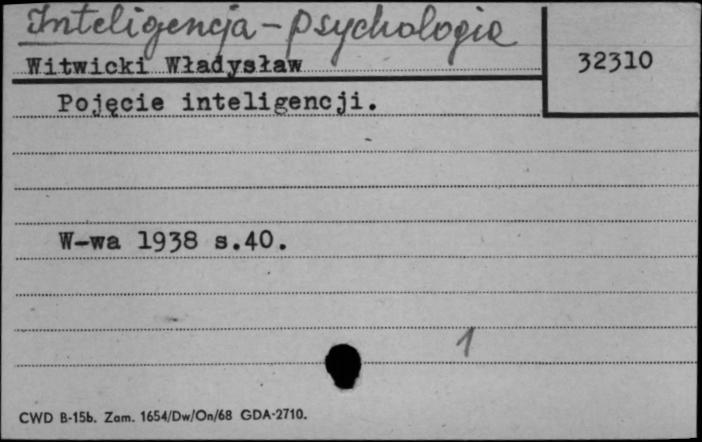 Inteligencja - psychologia
Witwicki Władysław
32310
Pojęcie inteligencji.
W-wa 1938 s.40.
1
CWD B-15b. Zam. 1654/Dw/On/68 GDA-2710.